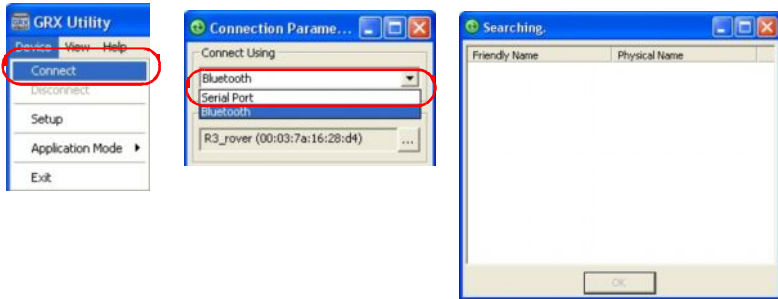 GRX Utility
Device View Help
Connect
Disconnect
Setup
Application Mode
Exit
Connection Parame...
Connect Using
Bluetooth
Serial Port
Bluetooth
R3_rover (00:03:7a:16:28:d4)
...
Searching.
Friendly Name Physical Name
OK